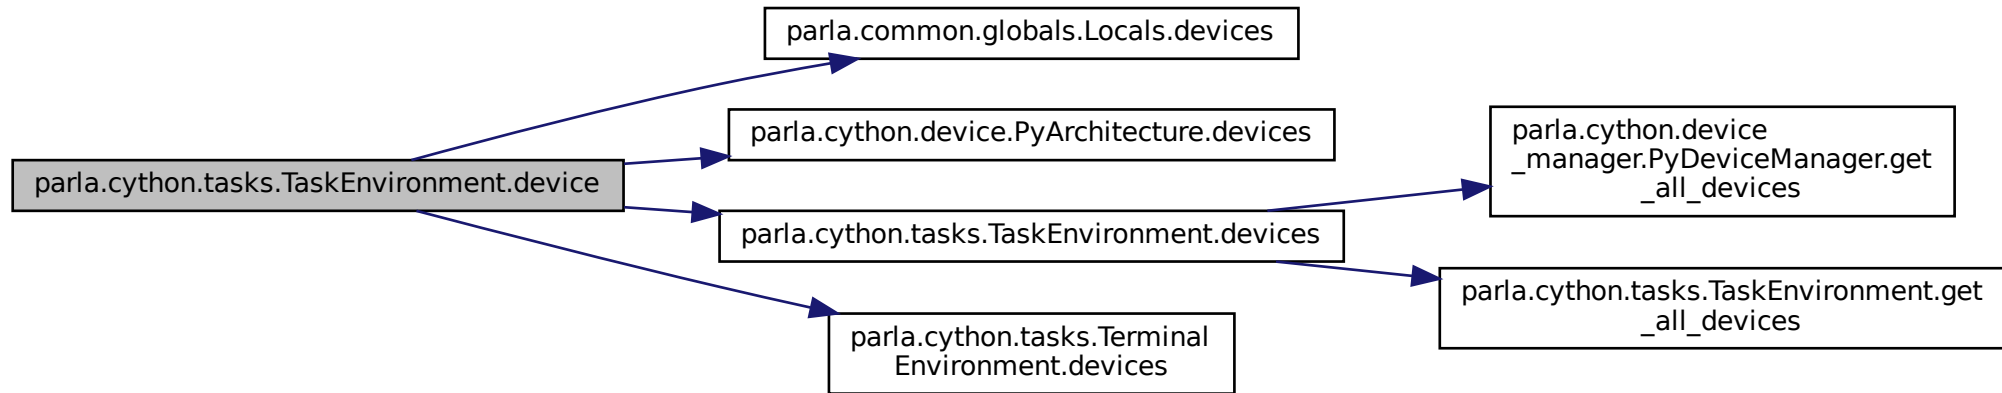 parla.common.globals.Locals.devices
parla.cython.device.PyArchitecture.devices
parla.cython.device
_manager.PyDeviceManager.get
_all_devices
parla.cython.tasks.TaskEnvironment.device
parla.cython.tasks.TaskEnvironment.devices
parla.cython.tasks.TaskEnvironment.get
_all_devices
parla.cython.tasks.Terminal
Environment.devices